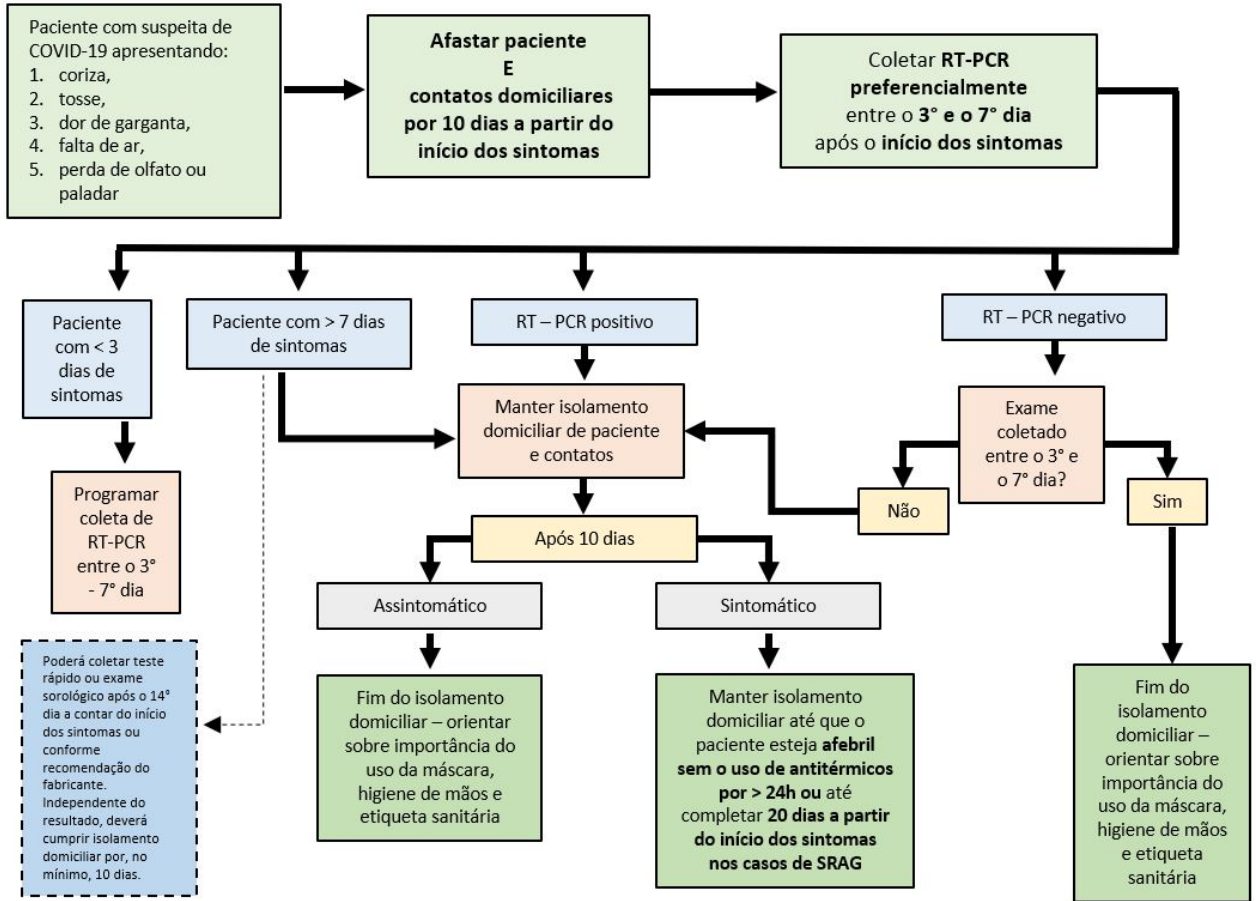 Paciente com suspeita de
COVID-19 apresentando:
1. coriza,
2. tosse,
3. dor de garganta,
4. falta de ar,
5. perda de olfato ou
paladar
Afastar paciente
E
contatos domiciliares
por 10 dias a partir do
início dos sintomas
Coletar RT-PCR
preferencialmente
entre o 3° e o 7° dia
após o início dos sintomas
Paciente
com < 3
dias de
sintomas
Paciente com > 7 dias
de sintomas
RT – PCR positivo
RT – PCR negativo
Programar
coleta de
RT-PCR
entre o 3°
- 7° dia
Manter isolamento
domiciliar de paciente
e contatos
Exame
coletado
entre o 3° e
o 7° dia?
Não
Sim
Após 10 dias
Assintomático
Sintomático
Poderá coletar teste
rápido ou exame
sorológico após o 14°
dia a contar do início
dos sintomas ou
conforme
recomendação do
fabricante.
Independente do
resultado, deverá
cumprir isolamento
domiciliar por, no
mínimo, 10 dias.
Fim do isolamento
domiciliar – orientar
sobre importância do
uso da máscara,
higiene de mãos e
etiqueta sanitária
Manter isolamento
domiciliar até que o
paciente esteja afebril
sem o uso de antitérmicos
por > 24h ou até
completar 20 dias a partir
do início dos sintomas
nos casos de SRAG
Fim do
isolamento
domiciliar –
orientar sobre
importância do
uso da máscara,
higiene de mãos
e etiqueta
sanitária